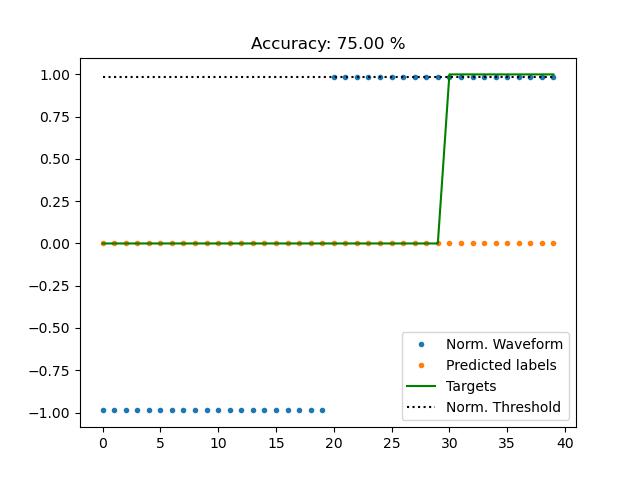 Accuracy: 75.00 %
1.00
0.75
0.50
0.25
0.00
−0.25
−0.50
−0.75
−1.00
Norm. Waveform
Predicted labels
Targets
Norm. Threshold
0 5 10 15 20 25 30 35 40